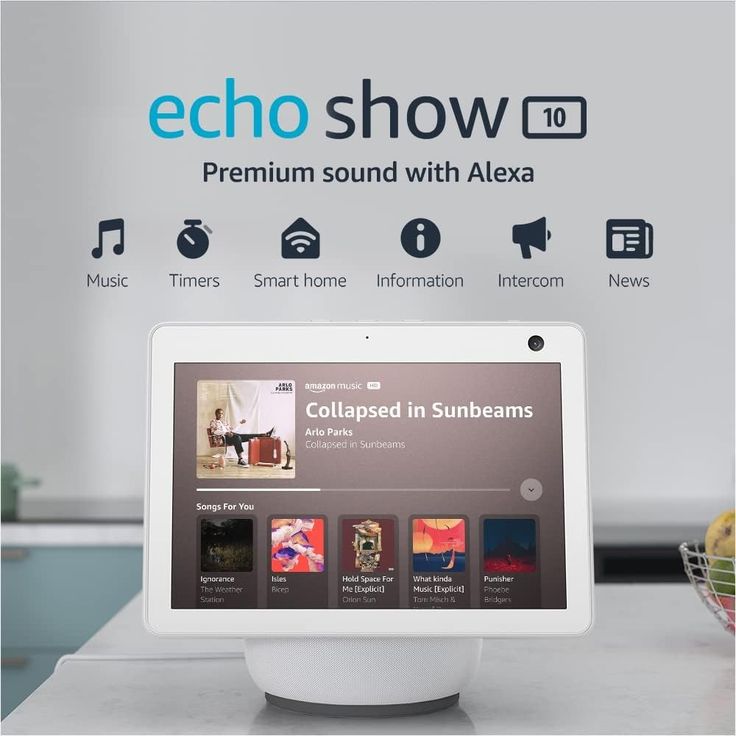 echo show 10
Premium sound with Alexa
Music
Timers
Smart home
Information
Intercom
News
ARLO
PARKS
amazon music HD
Collapsed in Sunbeams
Arlo Parks
Collapsed in Sunbeams
Songs For You
Ignorance
The Weather
Station
Isles
Bicep
Hold Space For
Me [Explicit]
Orion Sun
What kinda
Music [Explicit]
Tom Misch &
Punisher
Phoebe
Bridgers